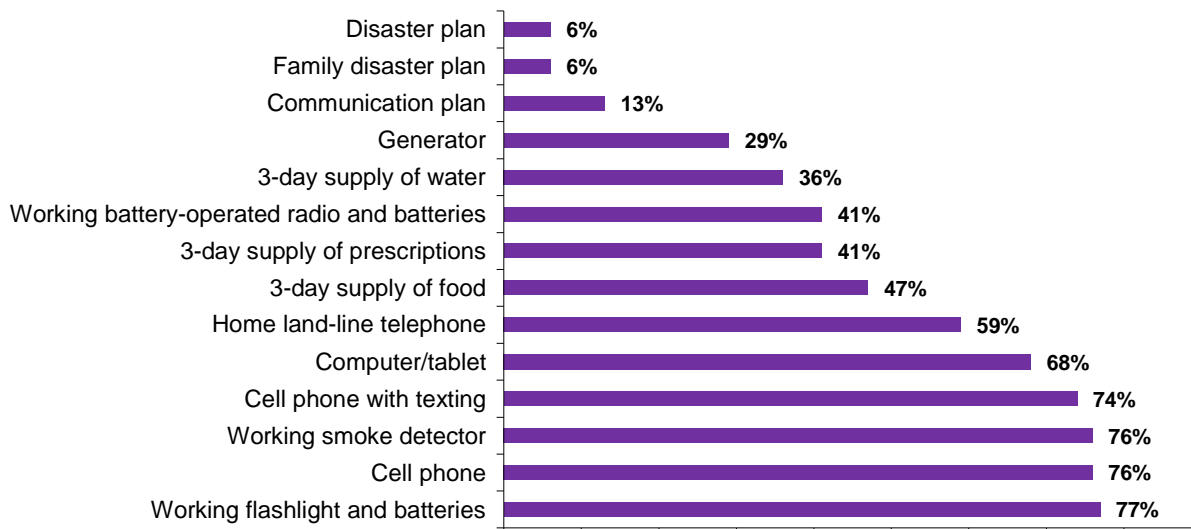 Disaster plan 6%
Family disaster plan 6%
Communication plan 13%
Generator 29%
3-day supply of water 36%
Working battery-operated radio and batteries 41%
3-day supply of prescriptions 41%
3-day supply of food 47%
Home land-line telephone 59%
Computer/tablet 68%
Cell phone with texting 74%
Working smoke detector 76%
Cell phone 76%
Working flashlight and batteries 77%